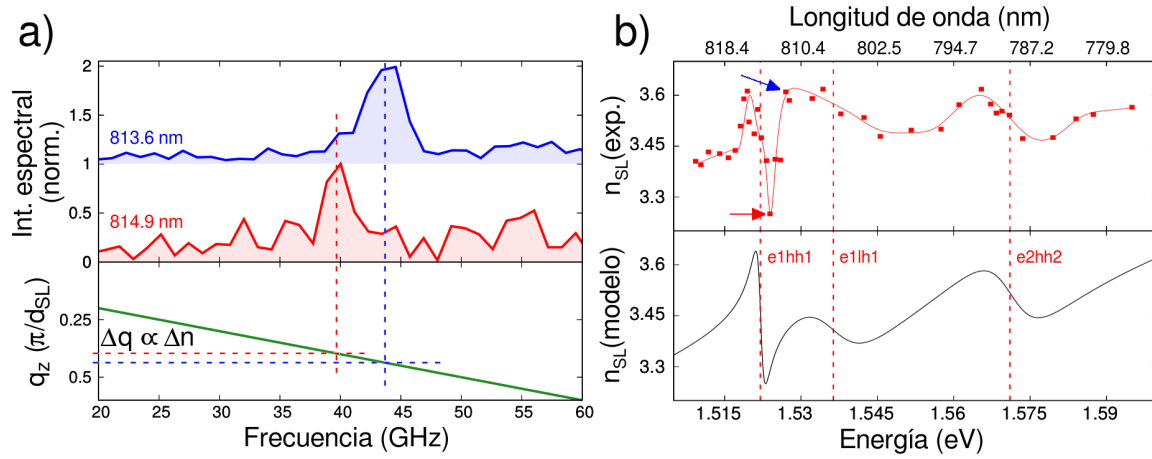 a)
Int. espectral
(norm.)
2
1.5
1
0.5
0
813.6 nm
814.9 nm
q_z (π/d_SL)
0.25
0.5
Δq ∝ Δn
20 25 30 35 40 45 50 55 60
Frecuencia (GHz)
b)
Longitud de onda (nm)
818.4 810.4 802.5 794.7 787.2 779.8
n_SL(exp.)
3.6
3.45
3.3
n_SL(modelo)
3.6
3.45
3.3
e1hh1
e1lh1
e2hh2
1.515 1.53 1.545 1.56 1.575 1.59
Energía (eV)